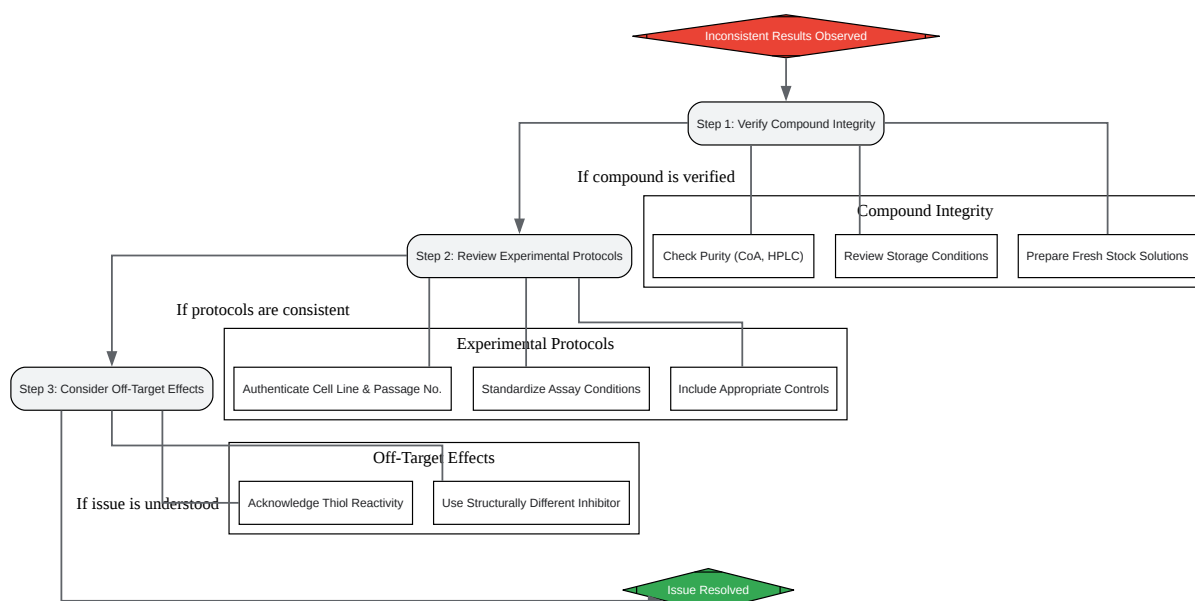 Inconsistent Results Observed
Step 1: Verify Compound Integrity
If compound is verified
Compound Integrity
Check Purity (CoA, HPLC)
Review Storage Conditions
Prepare Fresh Stock Solutions
Step 2: Review Experimental Protocols
If protocols are consistent
Experimental Protocols
Authenticate Cell Line & Passage No.
Standardize Assay Conditions
Include Appropriate Controls
Step 3: Consider Off-Target Effects
Off-Target Effects
If issue is understood
Acknowledge Thiol Reactivity
Use Structurally Different Inhibitor
Issue Resolved